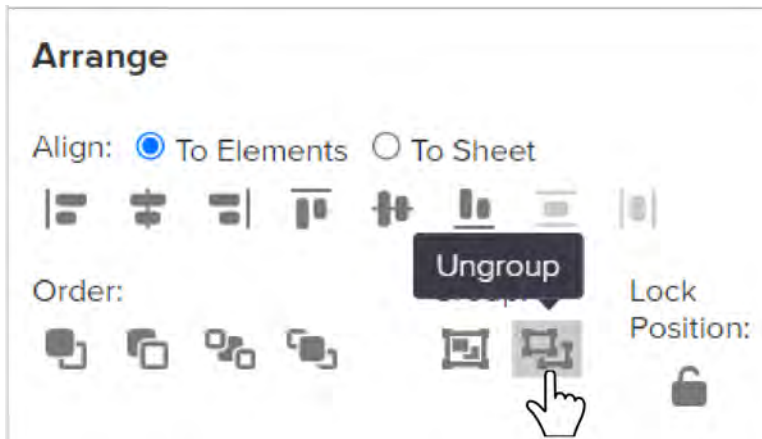 Arrange
Align: To Elements To Sheet
Ungroup
Order:
Lock
Position: